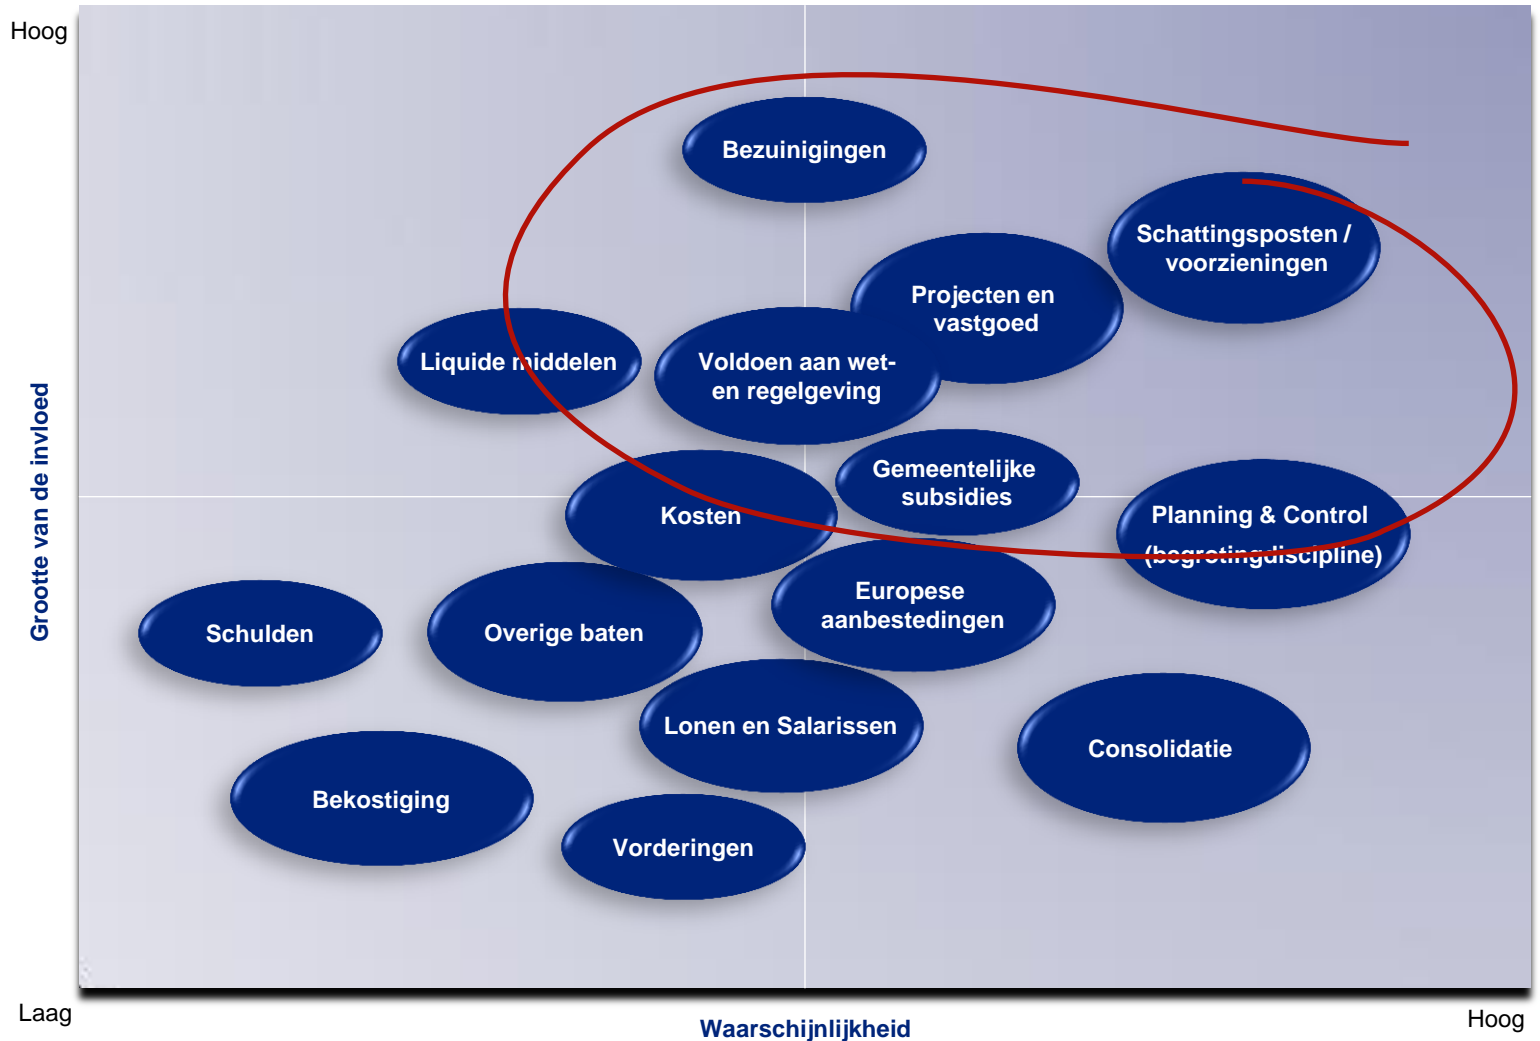 Hoog
Bezuinigingen
Schattingsposten /
voorzieningen
Projecten en
vastgoed
Liquide middelen
Voldoen aan wet-
en regelgeving
Grootte van de invloed
Gemeentelijke
subsidies
Kosten
Planning & Control
(begrotingdiscipline)
Europese
aanbestedingen
Schulden
Overige baten
Lonen en Salarissen
Consolidatie
Bekostiging
Vorderingen
Laag
Waarschijnlijkheid
Hoog